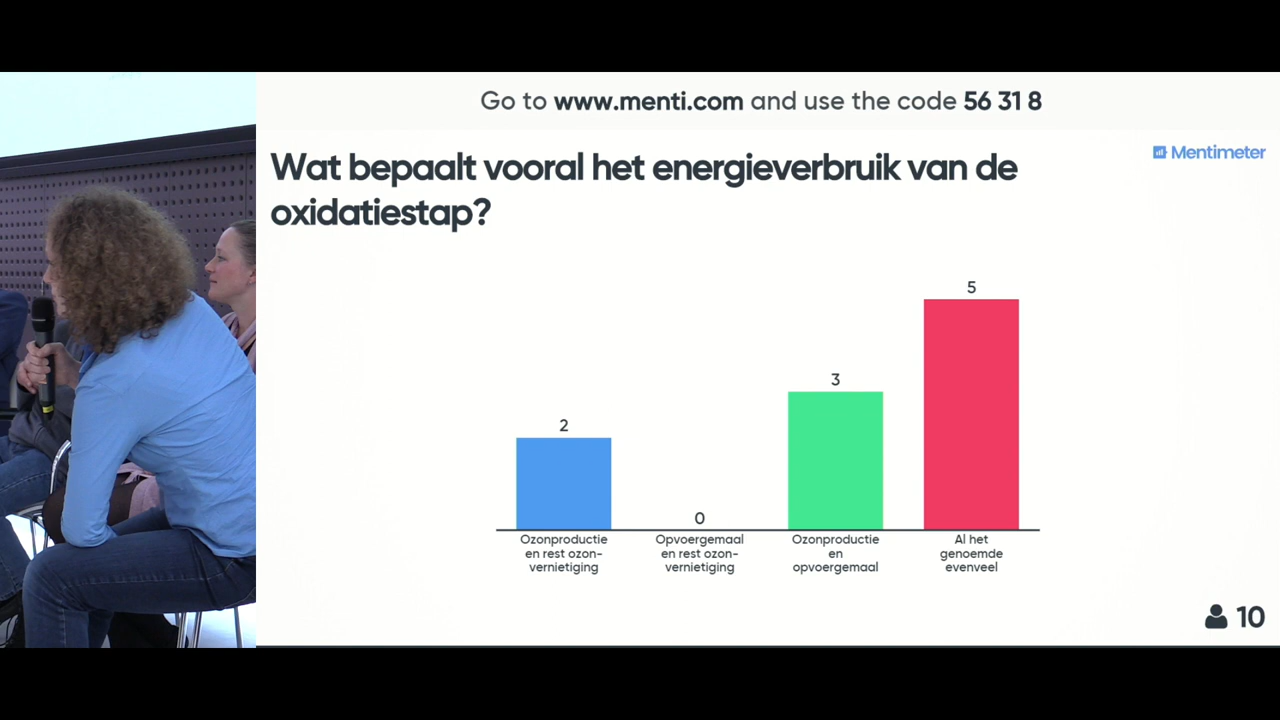 Go to www.menti.com and use the code 56 31 8
Mentimeter
Wat bepaalt vooral het energieverbruik van de
oxidatiestap?
2
0
3
5
Ozonproductie
en rest ozon-
vernietiging
Opvoergemaal
en rest ozon-
vernietiging
Ozonproductie
en
opvoergemaal
Al het
genoemde
evenveel
10